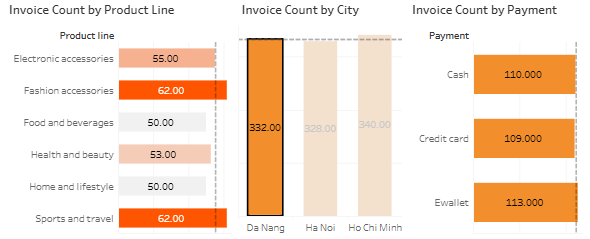 Invoice Count by Product Line
Product line
Electronic accessories 55.00
Fashion accessories 62.00
Food and beverages 50.00
Health and beauty 53.00
Home and lifestyle 50.00
Sports and travel 62.00
Invoice Count by City
332.00 328.00 340.00
Da Nang Ha Noi Ho Chi Minh
Invoice Count by Payment
Payment
Cash 110.000
Credit card 109.000
Ewallet 113.000